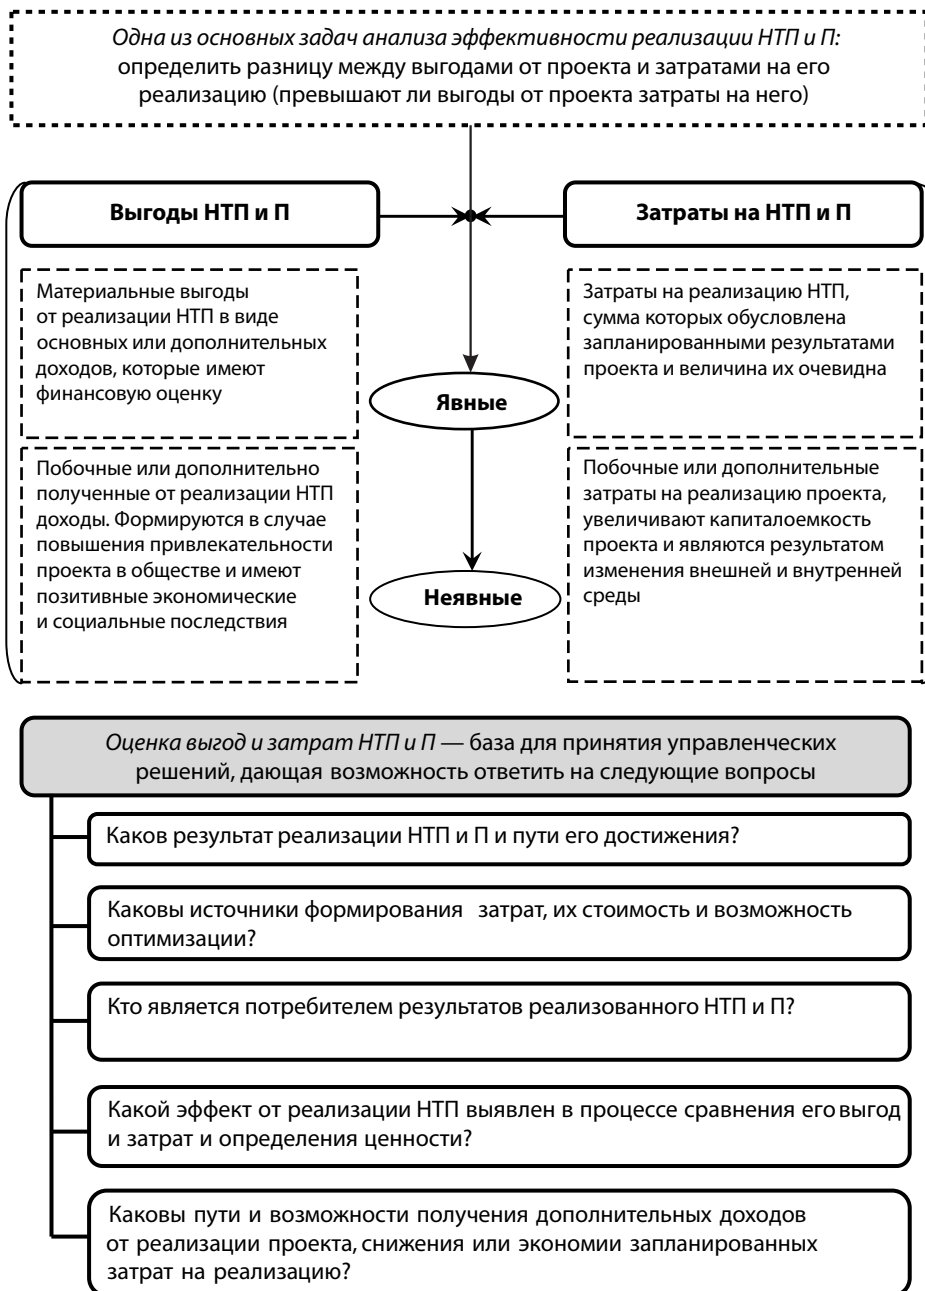 Одна из основных задач анализа эффективности реализации НТП и П:
определить разницу между выгодами от проекта и затратами на его
реализацию (превышают ли выгоды от проекта затраты на него)
Выгоды НТП и П
Затраты на НТП и П
Материальные выгоды
от реализации НТП в виде
основных или дополнительных
доходов, которые имеют
финансовую оценку
Затраты на реализацию НТП,
сумма которых обусловлена
запланированными результатами
проекта и величина их очевидна
Явные
Побочные или дополнительно
полученные от реализации НТП
доходы. Формируются в случае
повышения привлекательности
проекта в обществе и имеют
позитивные экономические
и социальные последствия
Побочные или дополнительные
затраты на реализацию проекта,
увеличивают капиталоемкость
проекта и являются результатом
изменения внешней и внутренней
среды
Неявные
Оценка выгод и затрат НТП и П — база для принятия управленческих
решений, дающая возможность ответить на следующие вопросы
Каков результат реализации НТП и П и пути его достижения?
Каковы источники формирования затрат, их стоимость и возможность
оптимизации?
Кто является потребителем результатов реализованного НТП и П?
Какой эффект от реализации НТП выявлен в процессе сравнения его выгод
и затрат и определения ценности?
Каковы пути и возможности получения дополнительных доходов
от реализации проекта, снижения или экономии запланированных
затрат на реализацию?